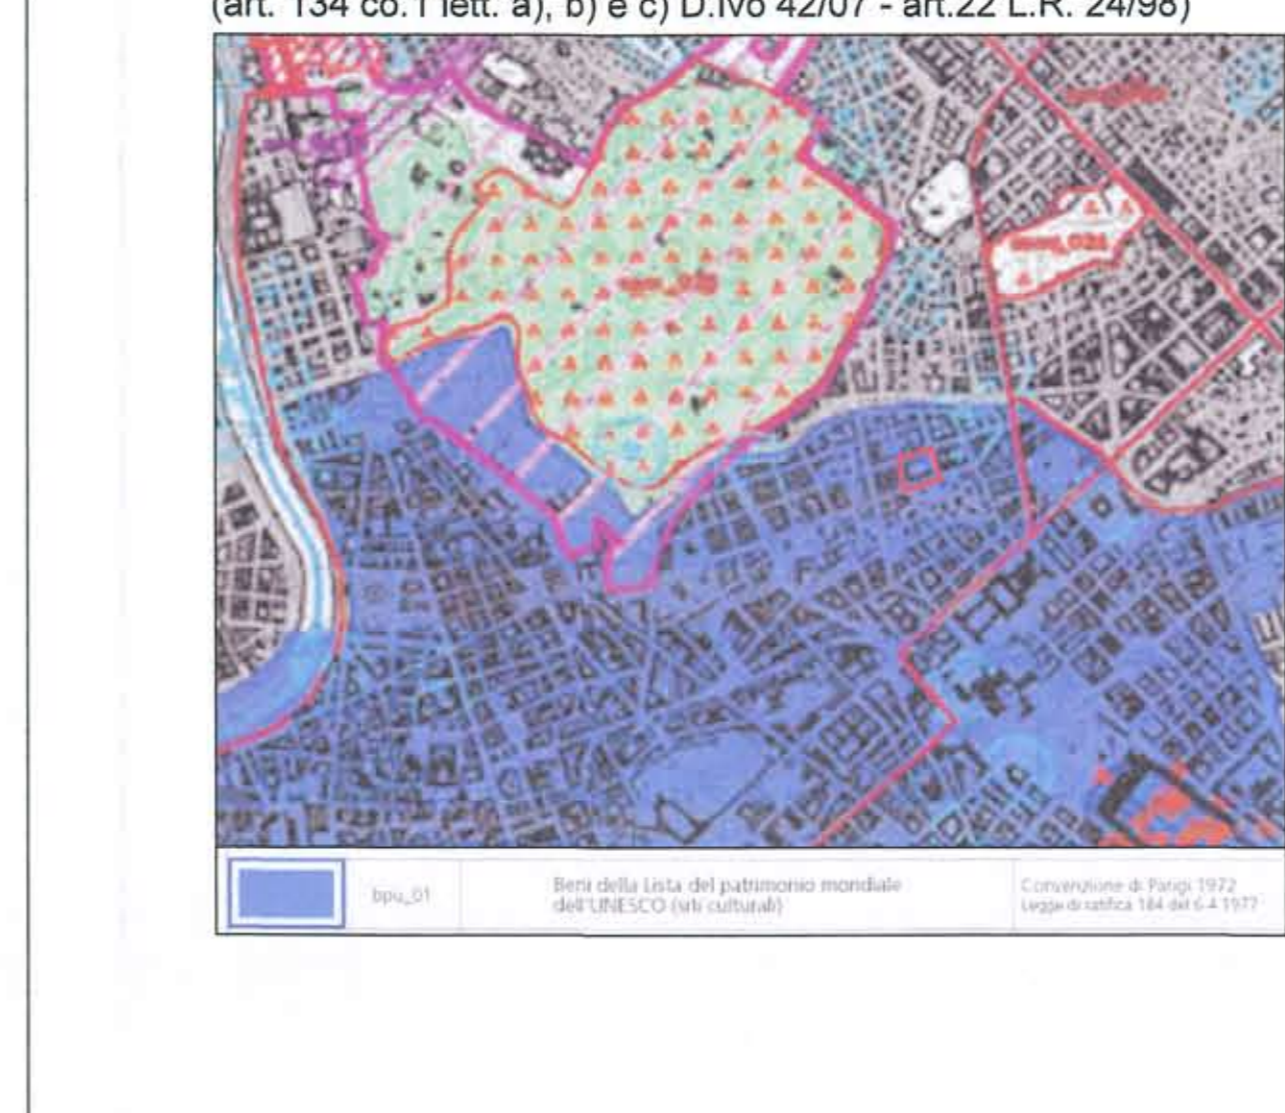 (art. 134 co.1 lett. a), b) e c) D.lvo 42/07 - art.22 L.R. 24/98)
bpu_01
Beni della Lista del patrimonio mondiale
dell'UNESCO (siti culturali)
Convenzione di Parigi 1972
Legge di ratifica 184 del 6-4 1977